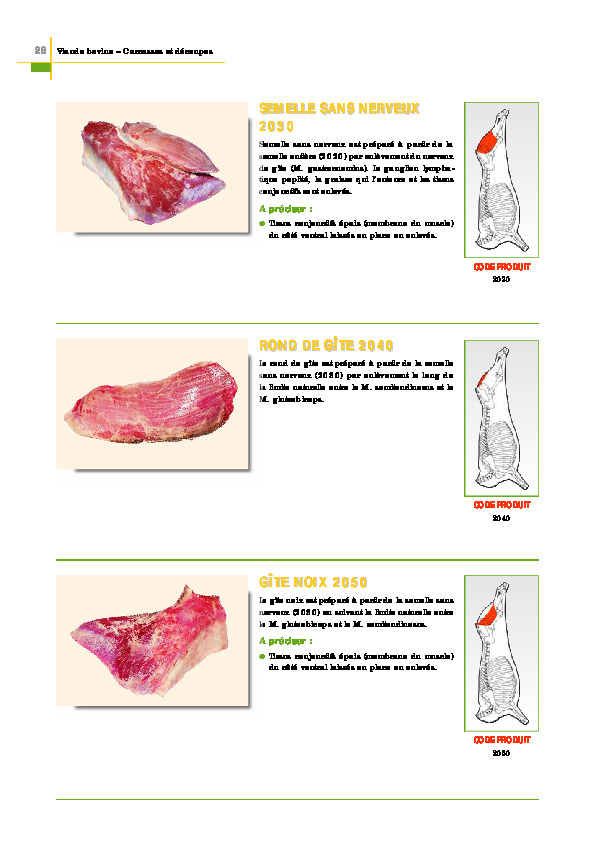 28 Viande bovine – Carcasses et découpes
SEMELLE SANS NERVEUX
2030
Semelle sans nerveux est préparé à partir de la
semelle entière (2020) par enlèvement du nerveux
de gîte (M. gastrocnemius). Le ganglion lympha-
tique poplité, la graisse qui l'entoure et les tissus
conjonctifs sont enlevés.
A préciser :
● Tissu conjonctif épais (membrane du muscle)
du côté ventral laissés en place ou enlevés.
CODE PRODUIT
2030
ROND DE GÎTE 2040
Le rond de gîte est préparé à partir de la semelle
sans nerveux (2030) par enlèvement le long de
la limite naturelle entre le M. semitendinosus et le
M. gluteobiceps.
CODE PRODUIT
2040
GÎTE NOIX 2050
Le gîte noix est préparé à partir de la semelle sans
nerveux (2030) en suivant la limite naturelle entre
le M. gluteobiceps et le M. semitendinosus.
A préciser :
● Tissu conjonctif épais (membrane du muscle)
du côté ventral laissés en place ou enlevés.
CODE PRODUIT
2050